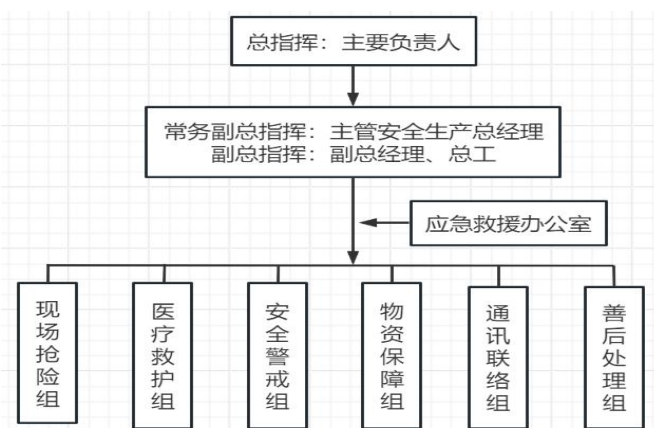 总指挥：主要负责人
常务副总指挥：主管安全生产总经理
副总指挥：副总经理、总工
应急救援办公室
现场抢险组
医疗救护组
安全警戒组
物资保障组
通讯联络组
善后处理组